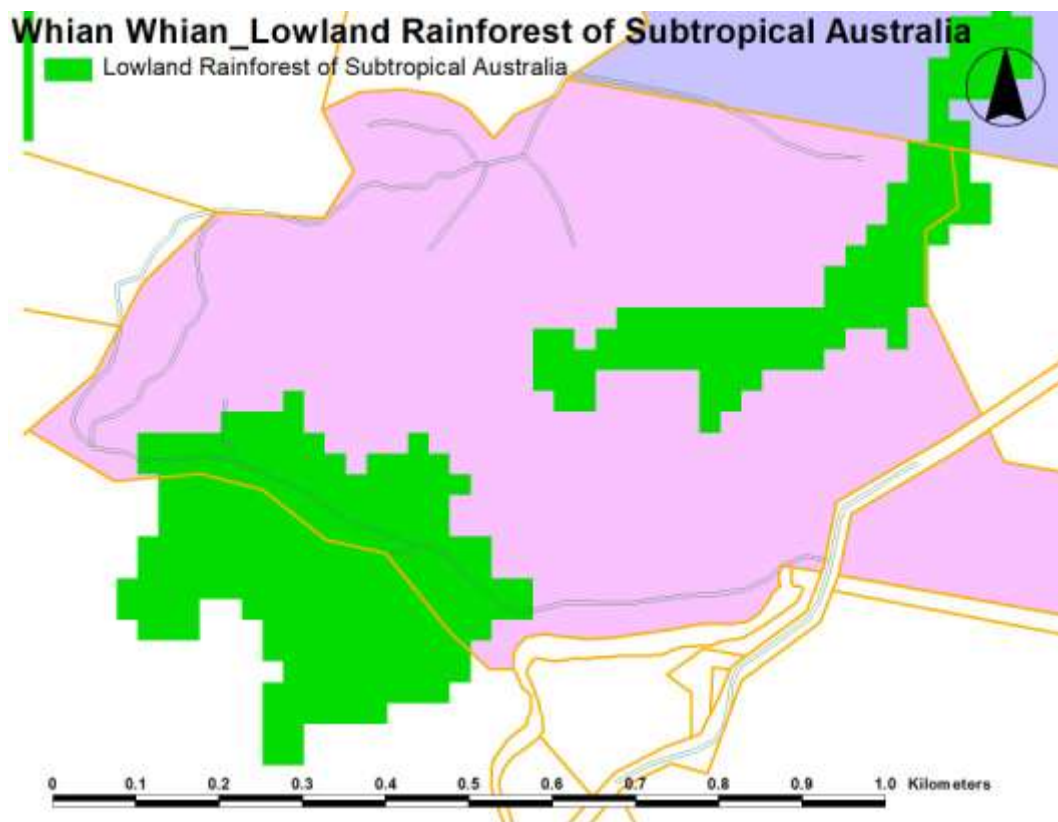 Whian Whian_Lowland Rainforest of Subtropical Australia
Lowland Rainforest of Subtropical Australia
0 0.1 0.2 0.3 0.4 0.5 0.6 0.7 0.8 0.9 1.0 Kilometers